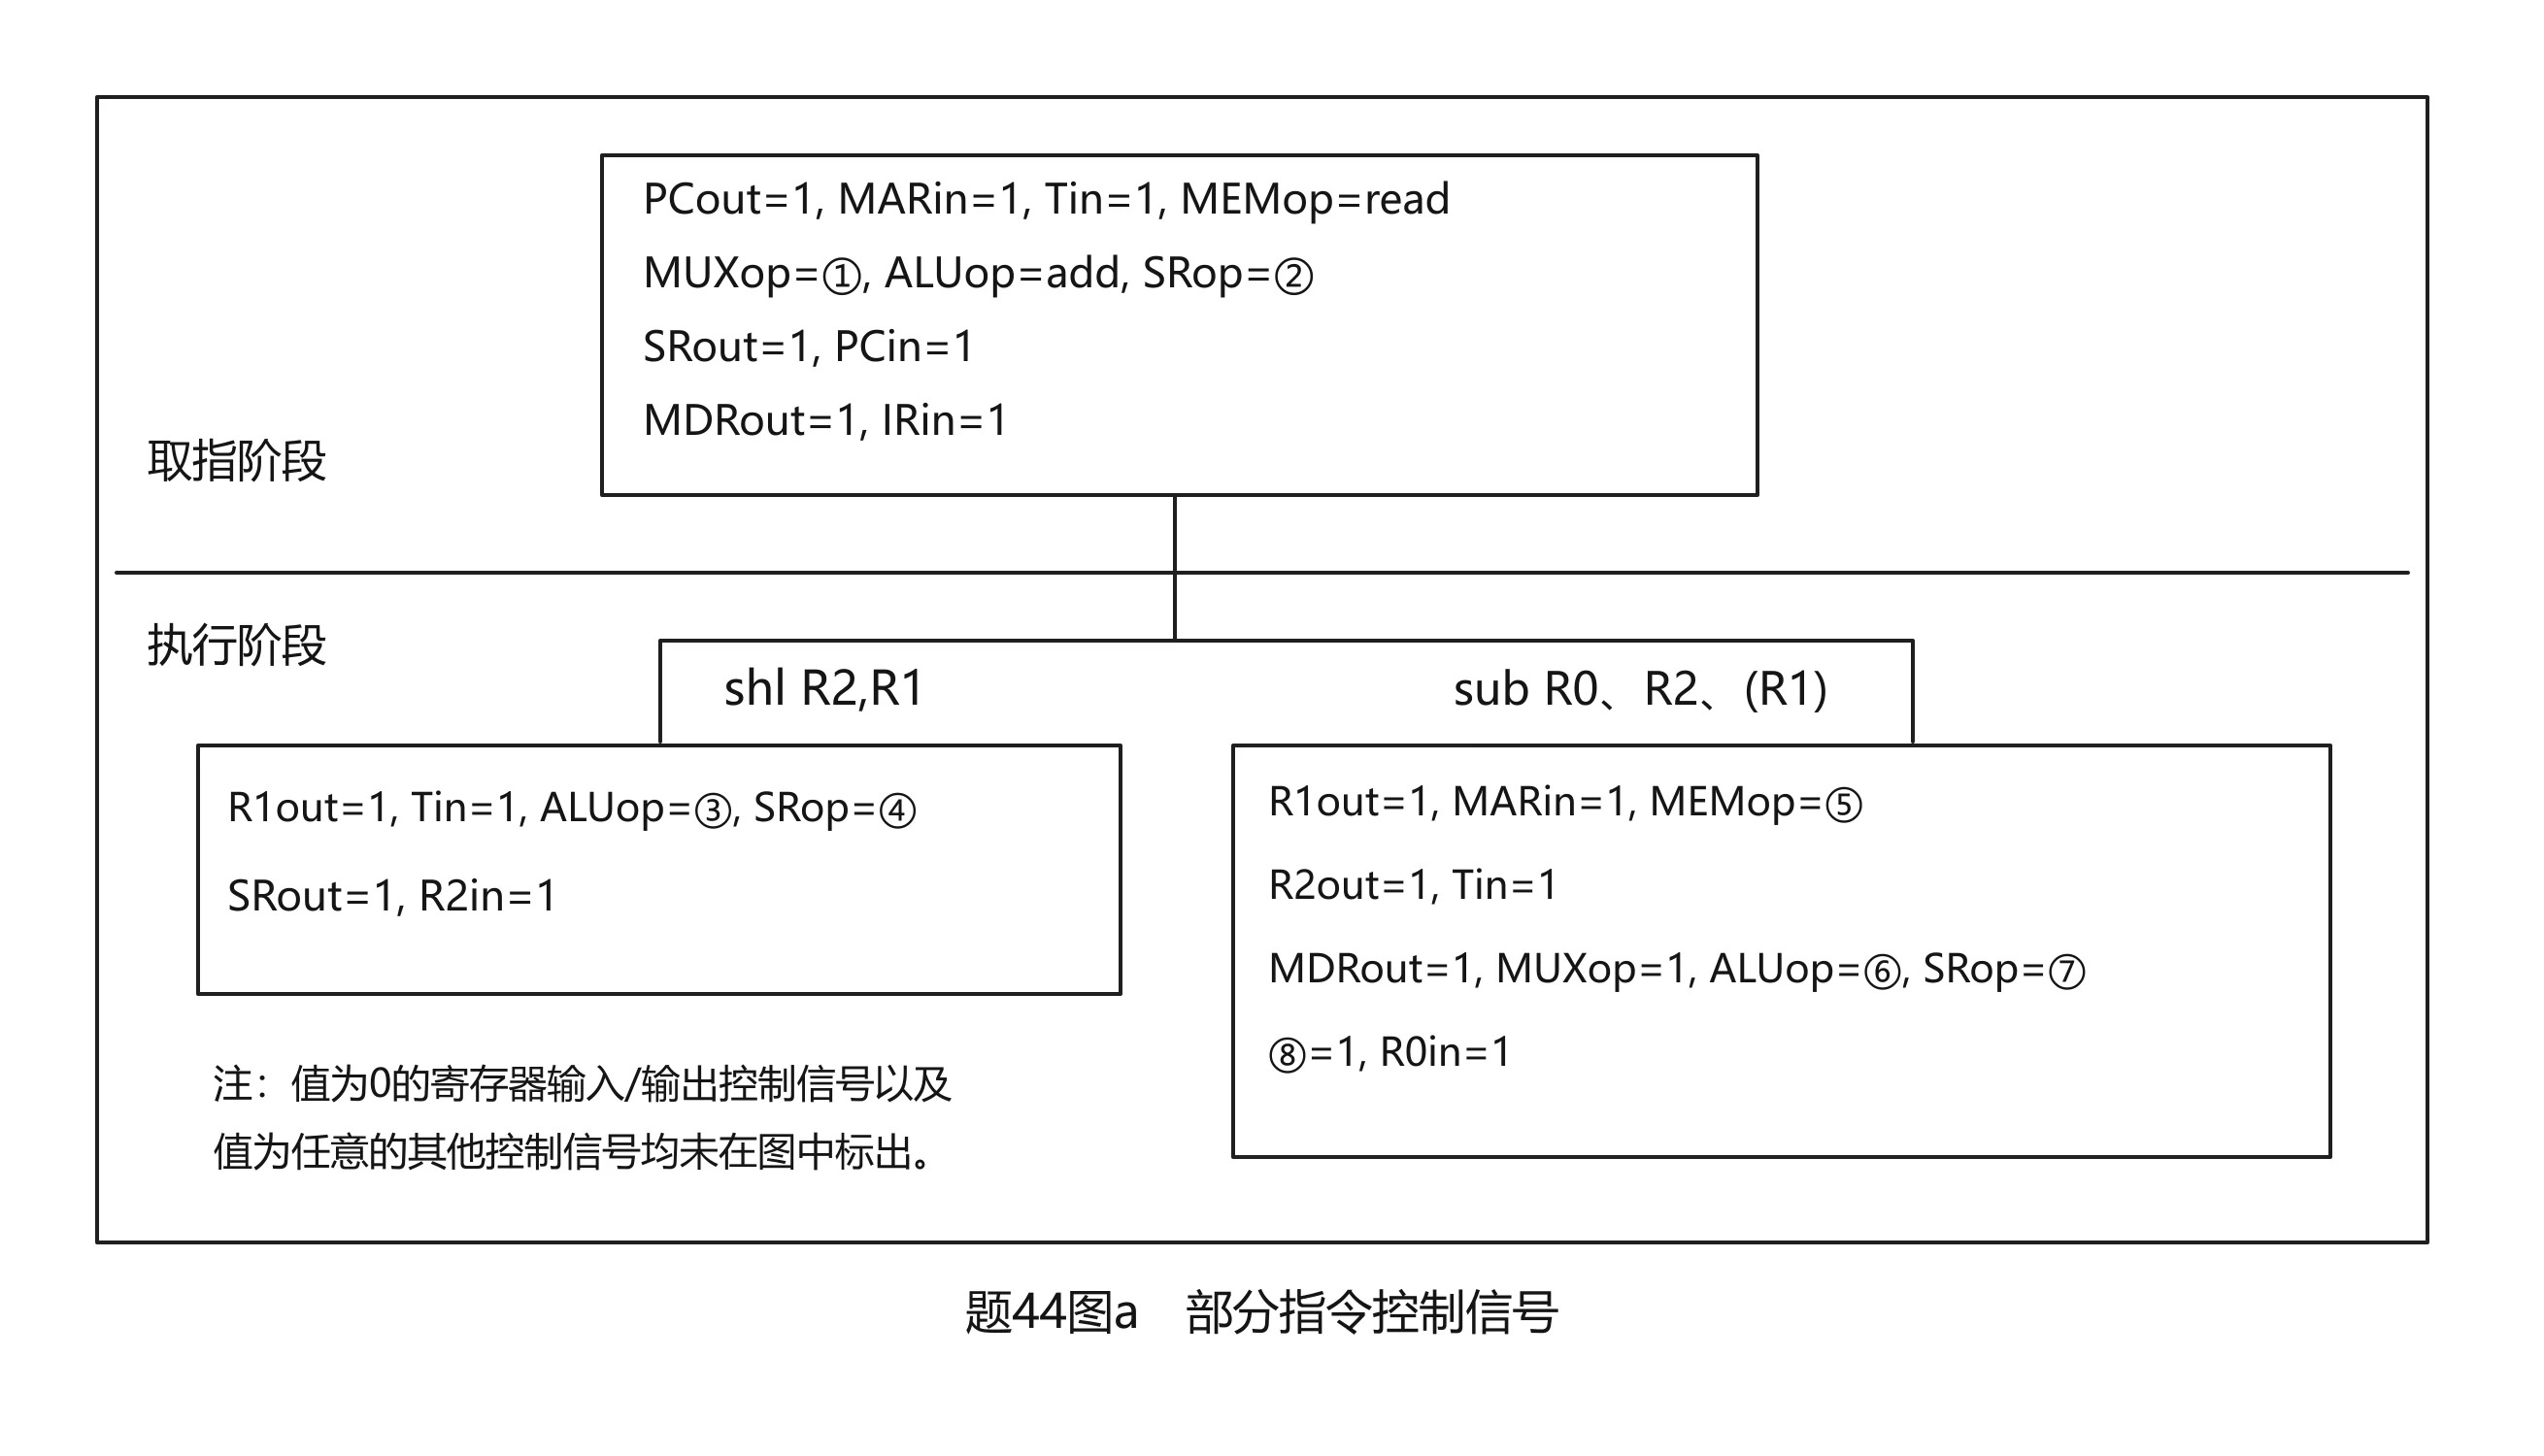 PCout=1, MARin=1, Tin=1, MEMop=read
MUXop=①, ALUop=add, SRop=②
SRout=1, PCin=1
MDRout=1, IRin=1
取指阶段
执行阶段
shl R2,R1
sub R0、R2、(R1)
R1out=1, Tin=1, ALUop=③, SRop=④
SRout=1, R2in=1
R1out=1, MARin=1, MEMop=⑤
R2out=1, Tin=1
MDRout=1, MUXop=1, ALUop=⑥, SRop=⑦
⑧=1, R0in=1
注：值为0的寄存器输入/输出控制信号以及
值为任意的其他控制信号均未在图中标出。
题44图a 部分指令控制信号